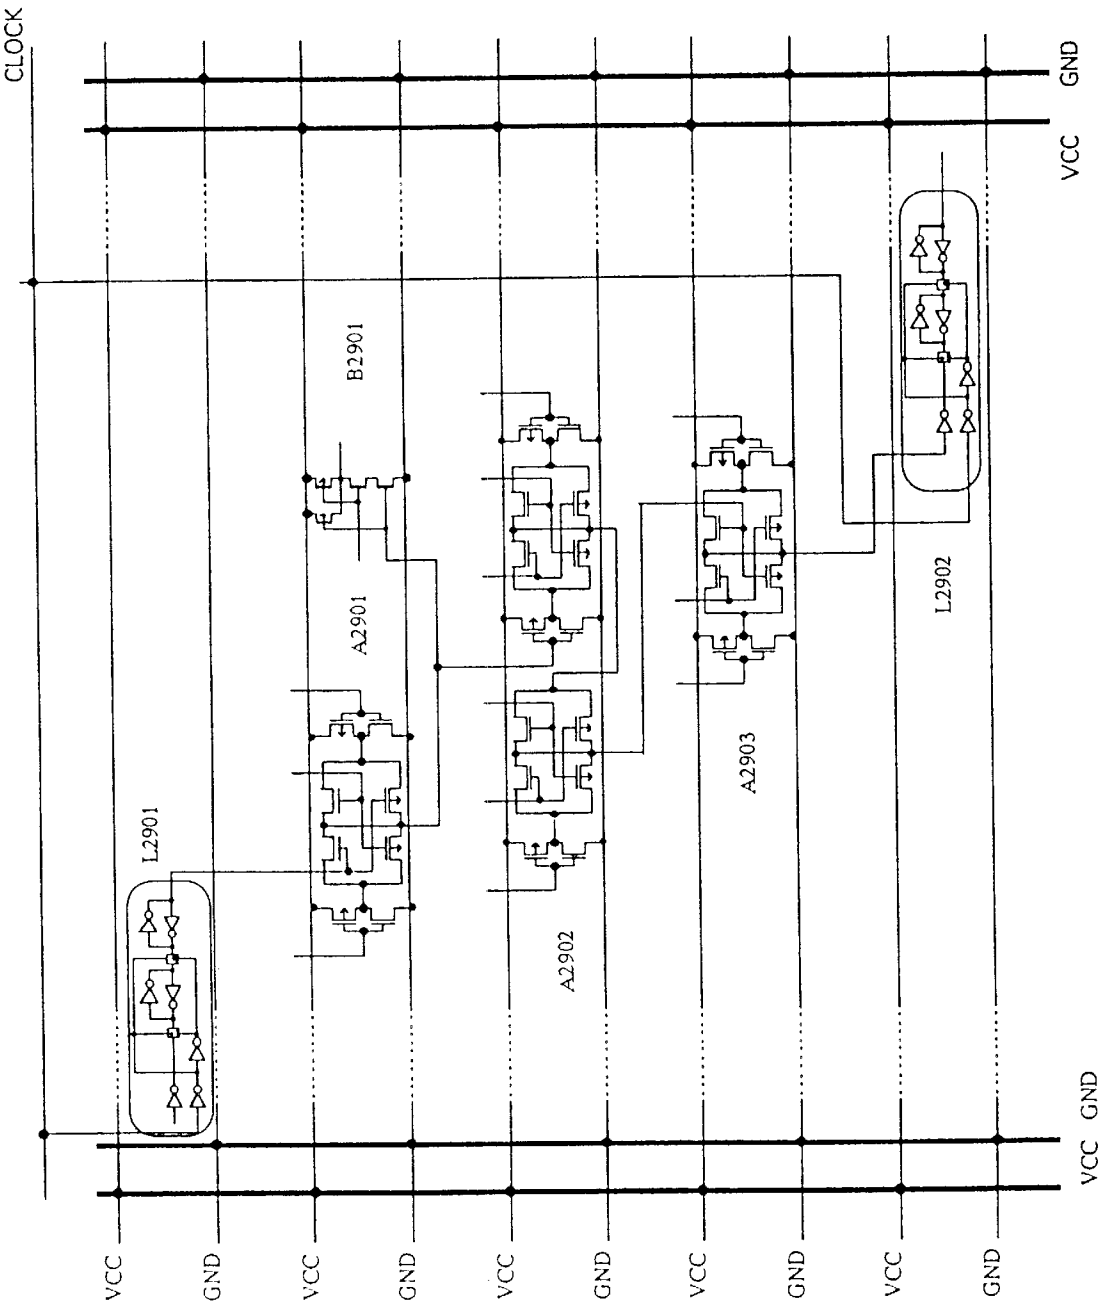 CLOCK
GND
VCC
B2901
A2901
L2902
L2901
A2903
A2902
GND
VCC
VCC
GND
VCC
GND
VCC
GND
VCC
GND
VCC
GND